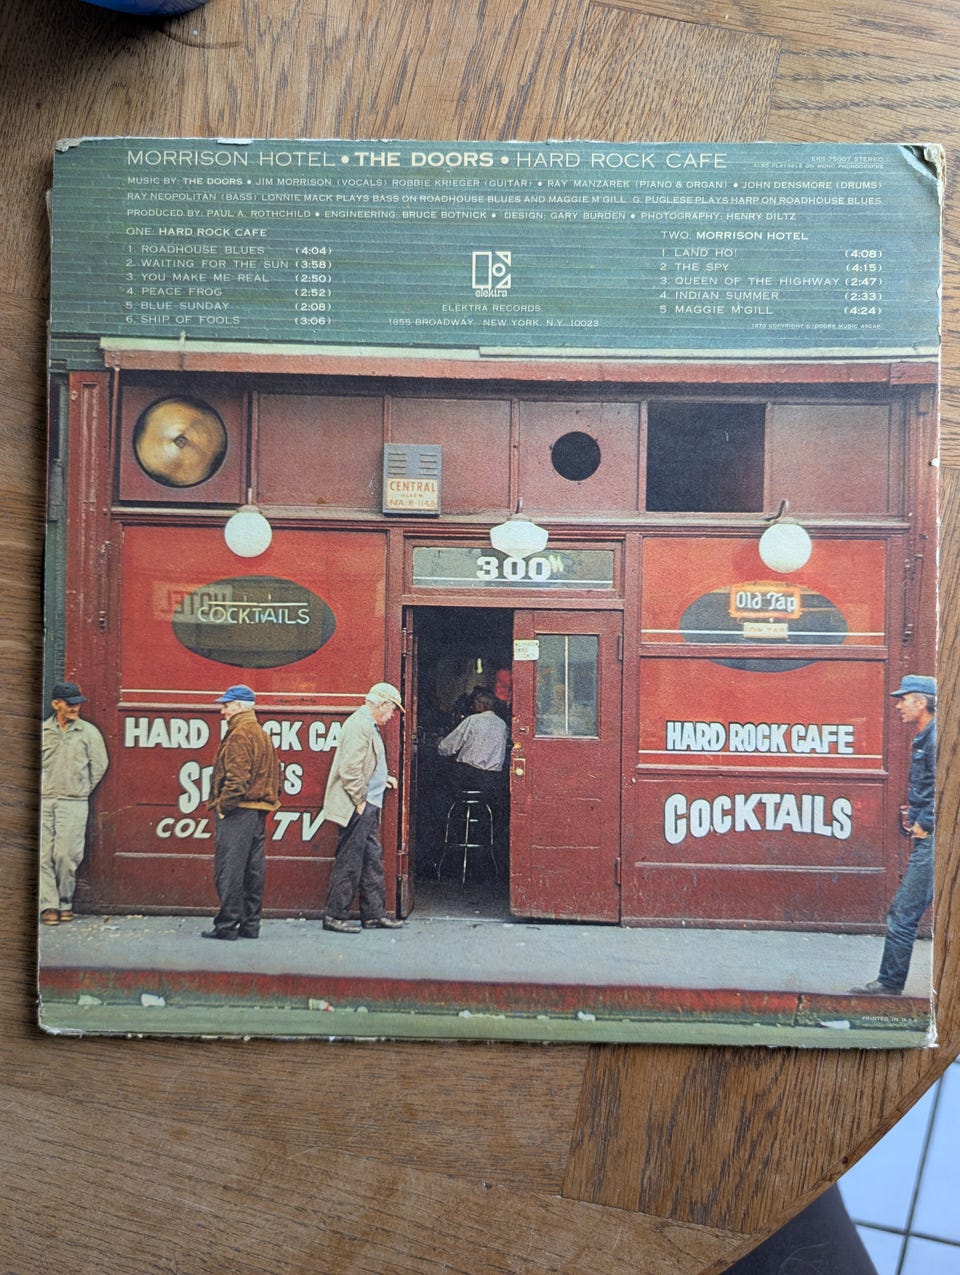 MORRISON HOTEL • THE DOORS • HARD ROCK CAFE
EKS-75007 STEREO
ALSO PLAYABLE ON MONO PHONOGRAPHS
MUSIC BY: THE DOORS • JIM MORRISON (VOCALS) ROBBIE KRIEGER (GUITAR) • RAY MANZAREK (PIANO & ORGAN) • JOHN DENSMORE (DRUMS)
RAY NEOPOLITAN (BASS) LONNIE MACK PLAYS BASS ON ROADHOUSE BLUES AND MAGGIE M'GILL G. PUGLESE PLAYS HARP ON ROADHOUSE BLUES
PRODUCED BY: PAUL A. ROTHCHILD • ENGINEERING: BRUCE BOTNICK • DESIGN: GARY BURDEN • PHOTOGRAPHY: HENRY DILTZ
ONE: HARD ROCK CAFE
1. ROADHOUSE BLUES (4:04)
2. WAITING FOR THE SUN (3:58)
3. YOU MAKE ME REAL (2:50)
4. PEACE FROG (2:52)
5. BLUE SUNDAY (2:08)
6. SHIP OF FOOLS (3:06)
elektra
ELEKTRA RECORDS,
1855 BROADWAY, NEW YORK, N.Y. 10023
TWO: MORRISON HOTEL
1. LAND HO! (4:08)
2. THE SPY (4:15)
3. QUEEN OF THE HIGHWAY (2:47)
4. INDIAN SUMMER (2:33)
5. MAGGIE M'GILL (4:24)
1970 COPYRIGHT © DOORS MUSIC ASCAP
CENTRAL
ALARM
300
HOTEL
COCKTAILS
Old Tap
ON TAP
HARD CK CA
S S
COL TV
HARD ROCK CAFE
COCKTAILS
PRINTED IN